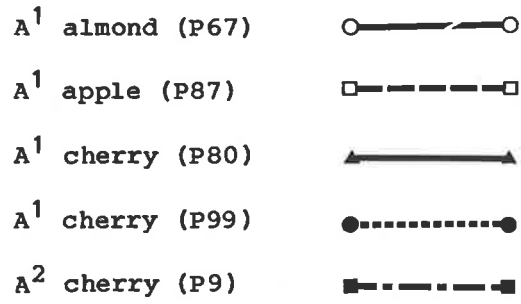 A¹ almond (P67)
A¹ apple (P87)
A¹ cherry (P80)
A¹ cherry (P99)
A² cherry (P9)